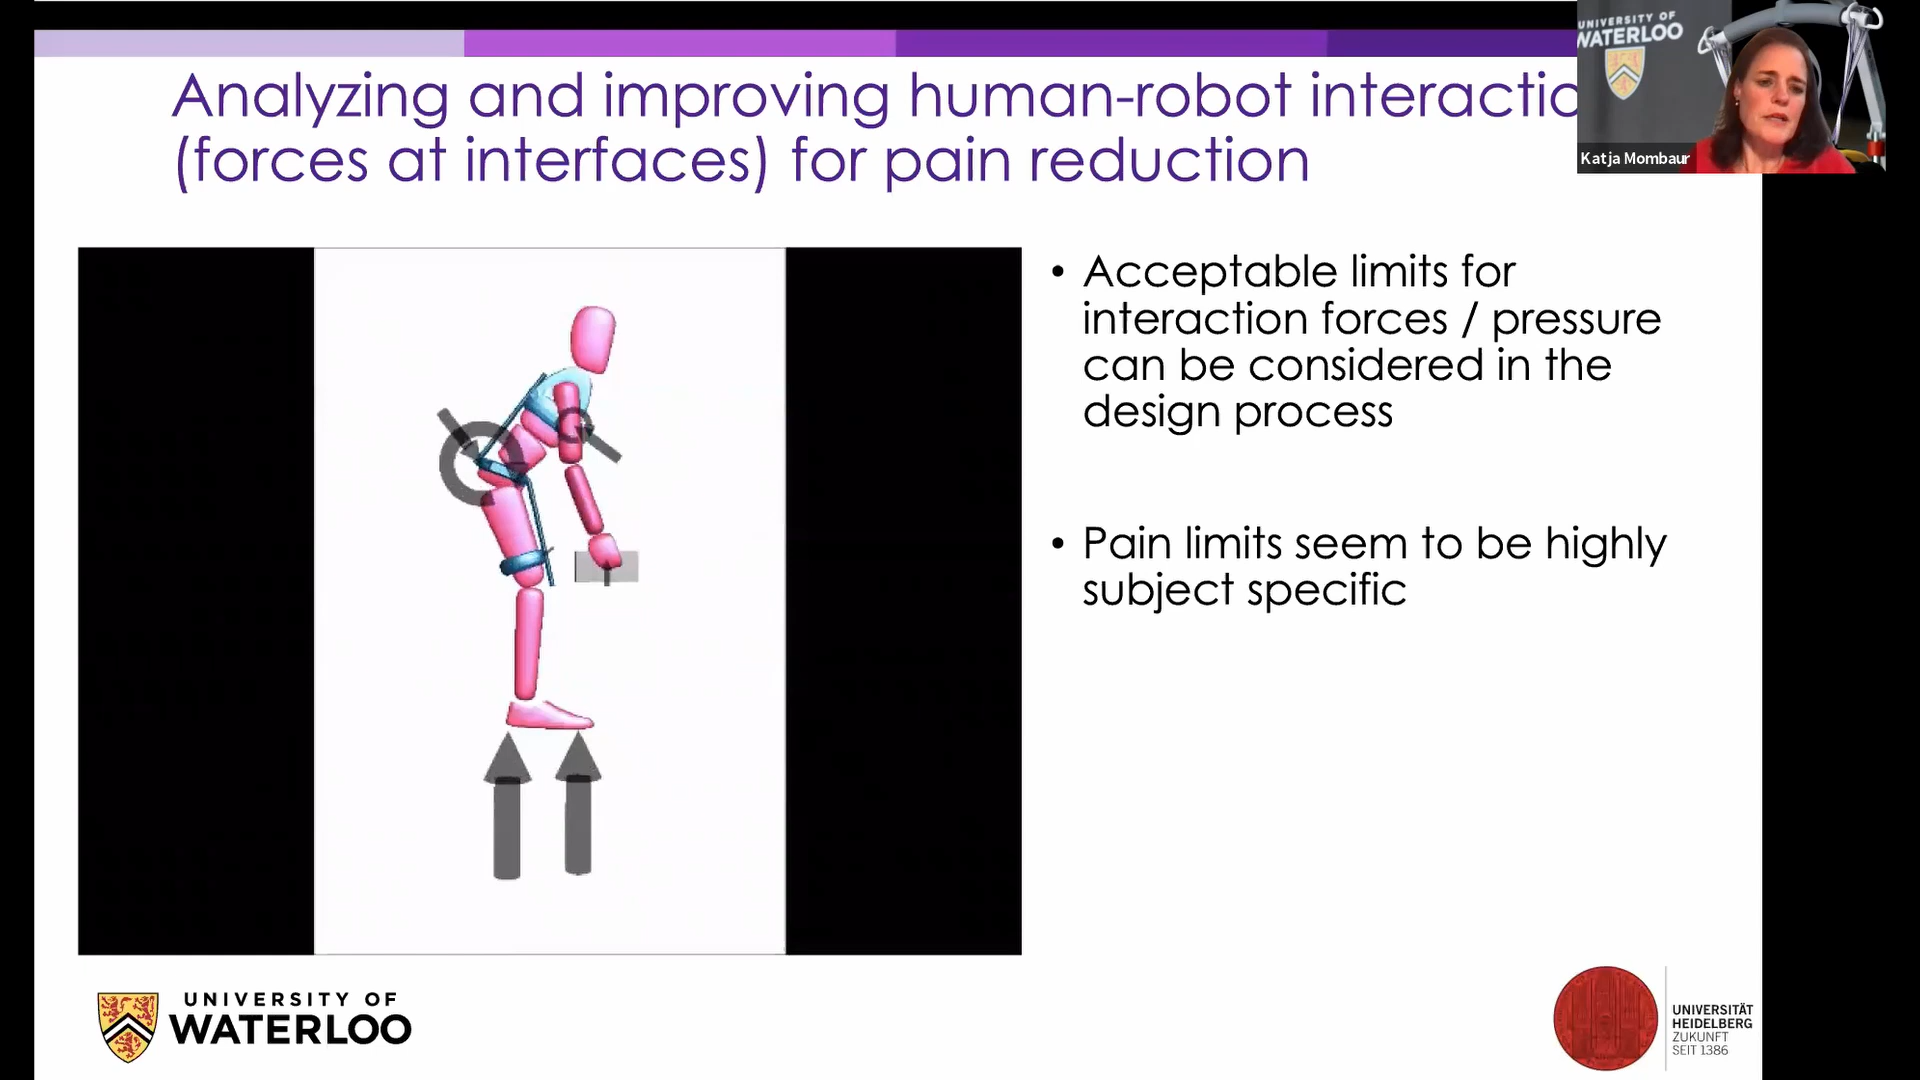 Analyzing and improving human-robot interactio
(forces at interfaces) for pain reduction
UNIVERSITY OF
WATERLOO
Katja Mombaur
• Acceptable limits for
interaction forces / pressure
can be considered in the
design process
• Pain limits seem to be highly
subject specific
UNIVERSITY OF
WATERLOO
UNIVERSITÄT
HEIDELBERG
ZUKUNFT
SEIT 1386